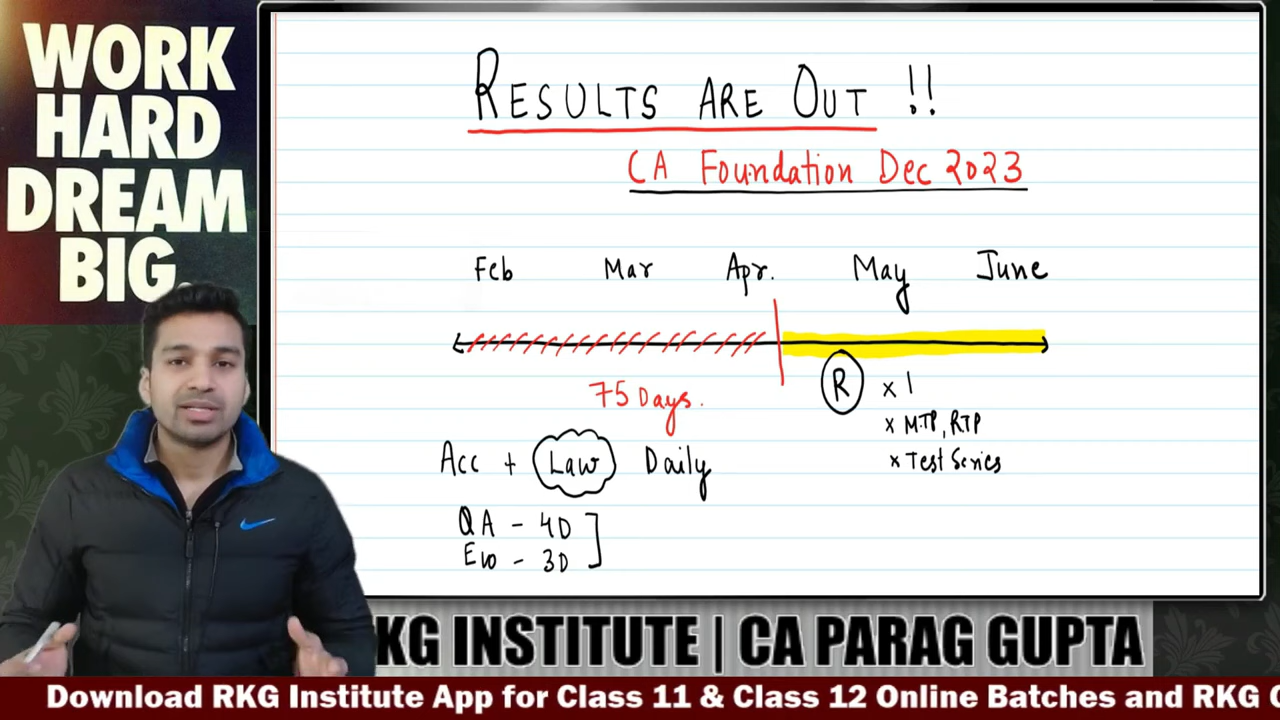 WORK
HARD
DREAM
BIG.
RESULTS ARE OUT !!
CA Foundation Dec 2023
Feb Mar Apr. May June
75 Days.
R x 1
x MTP, RTP
x Test Series
Acc + Law Daily
QA - 4D
Eco - 3D
KG INSTITUTE | CA PARAG GUPTA
Download RKG Institute App for Class 11 & Class 12 Online Batches and RKG